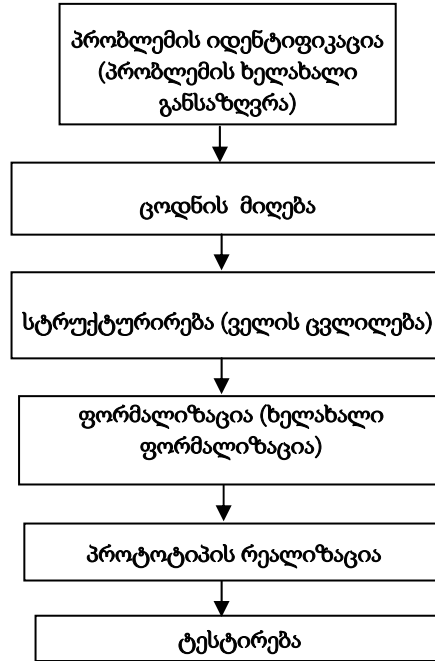 პრობლემის იდენტიფიკაცია
(პრობლემის ხელახალი
განსაზღვრა)
ცოდნის მიღება
სტრუქტურირება (ველის ცვლილება)
ფორმალიზაცია (ხელახალი
ფორმალიზაცია)
პროტოტიპის რეალიზაცია
ტესტირება